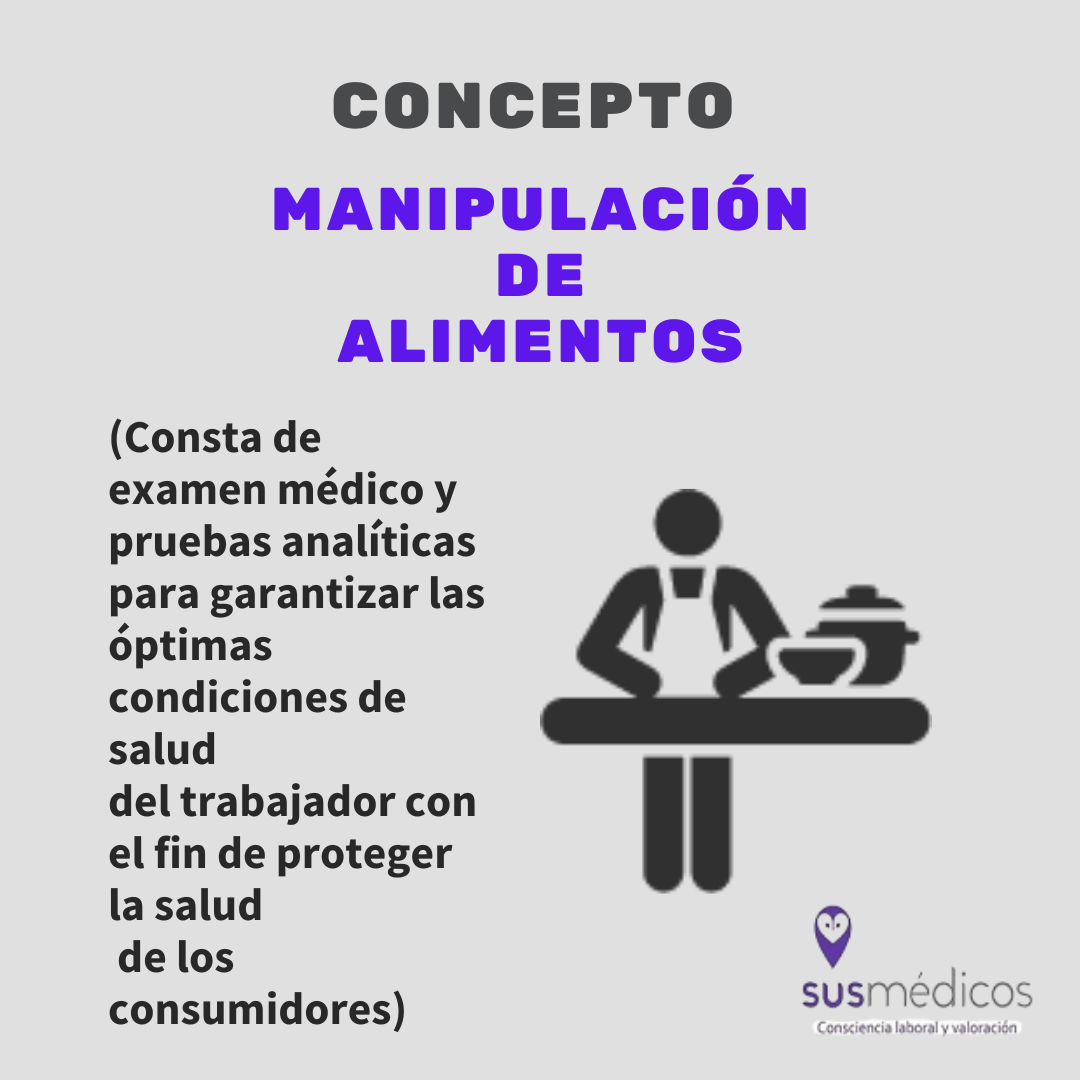 CONCEPTO
MANIPULACIÓN
DE
ALIMENTOS
(Consta de
examen médico y
pruebas analíticas
para garantizar las
óptimas
condiciones de
salud
del trabajador con
el fin de proteger
la salud
de los
consumidores)
susmédicos
Consciencia laboral y valoración